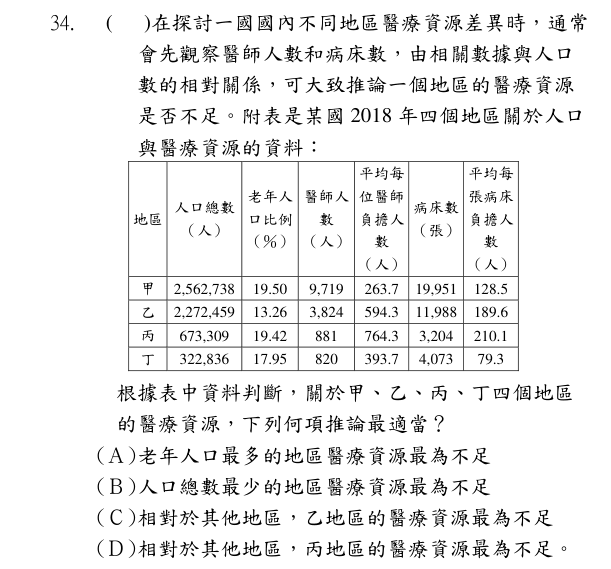 34. ( )在探討一國國內不同地區醫療資源差異時，通常
會先觀察醫師人數和病床數，由相關數據與人口
數的相對關係，可大致推論一個地區的醫療資源
是否不足。附表是某國 2018 年四個地區關於人口
與醫療資源的資料：
地區 人口總數（人） 老年人口比例（%） 醫師人數（人） 平均每位醫師負擔人數（人） 病床數（張） 平均每張病床負擔人數（人）
甲 2,562,738 19.50 9,719 263.7 19,951 128.5
乙 2,272,459 13.26 3,824 594.3 11,988 189.6
丙 673,309 19.42 881 764.3 3,204 210.1
丁 322,836 17.95 820 393.7 4,073 79.3
根據表中資料判斷，關於甲、乙、丙、丁四個地區
的醫療資源，下列何項推論最適當？
（A)老年人口最多的地區醫療資源最為不足
（B)人口總數最少的地區醫療資源最為不足
（C)相對於其他地區，乙地區的醫療資源最為不足
（D)相對於其他地區，丙地區的醫療資源最為不足。